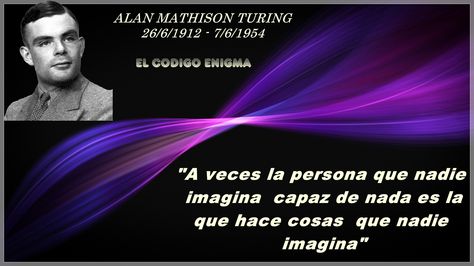 ALAN MATHISON TURING
26/6/1912 - 7/6/1954
EL CODIGO ENIGMA
"A veces la persona que nadie
imagina capaz de nada es la
que hace cosas que nadie
imagina"